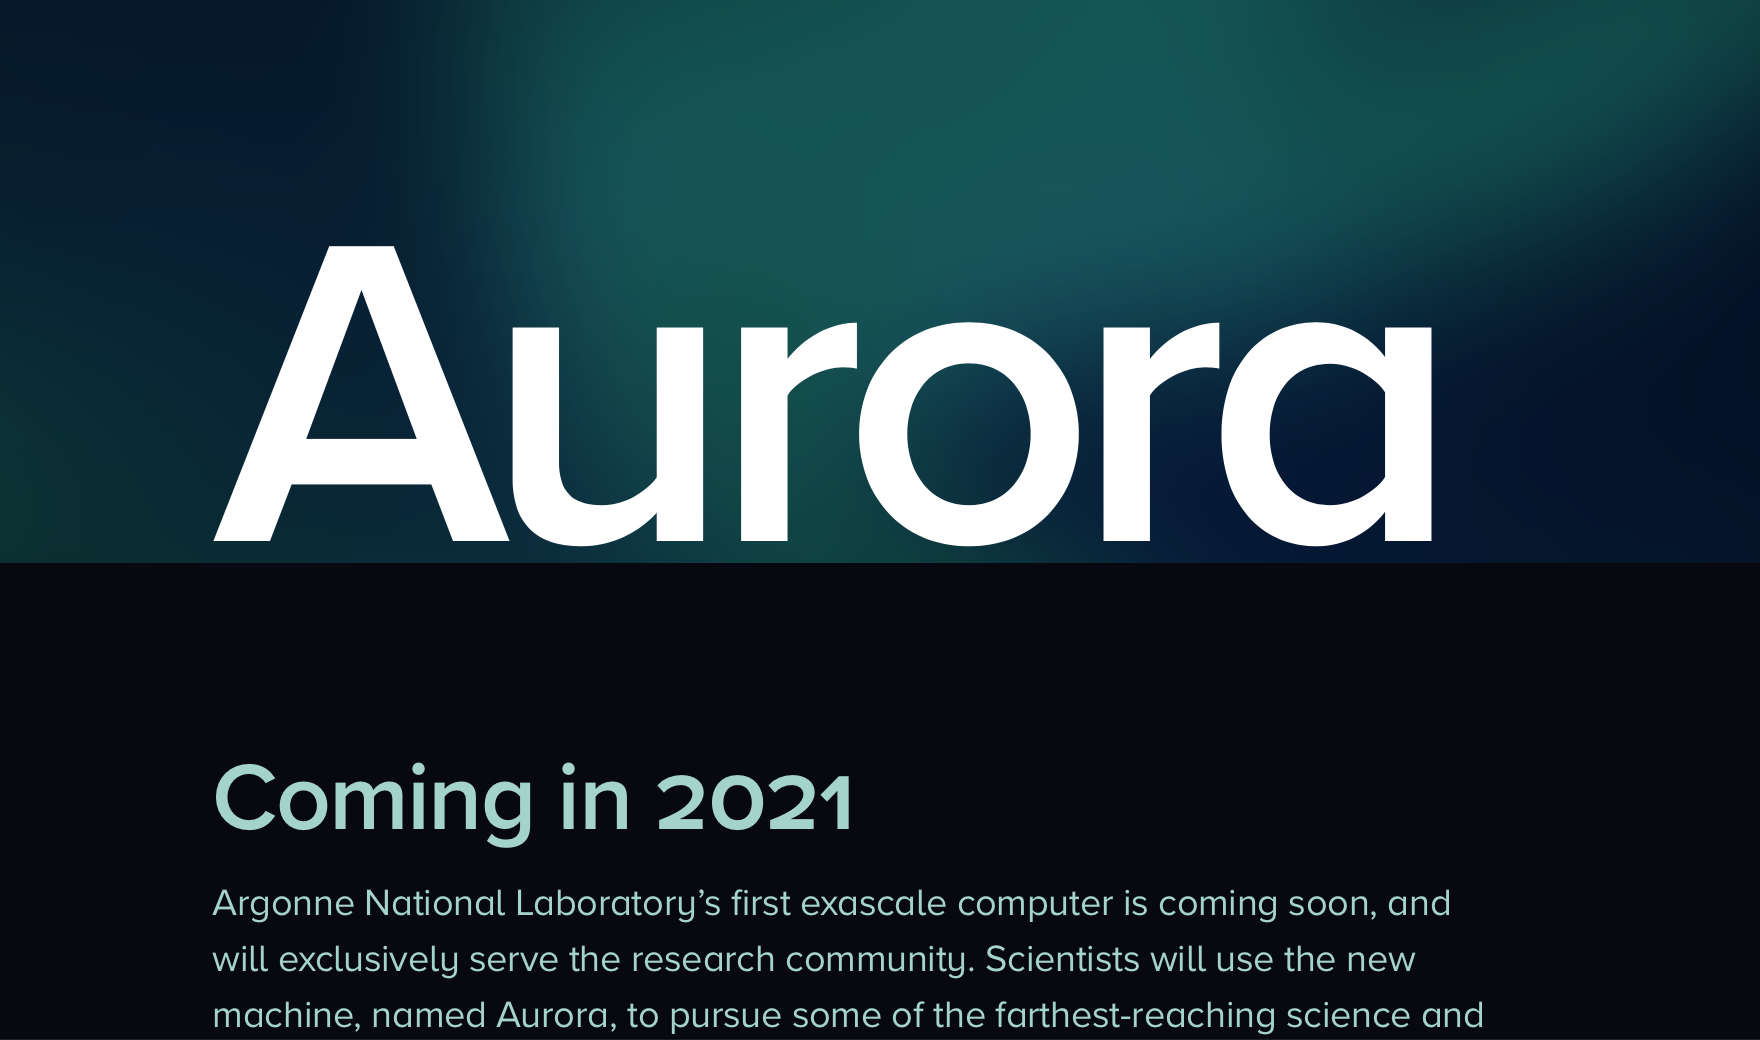 Aurora
Coming in 2021
Argonne National Laboratory’s first exascale computer is coming soon, and
will exclusively serve the research community. Scientists will use the new
machine, named Aurora, to pursue some of the farthest-reaching science and